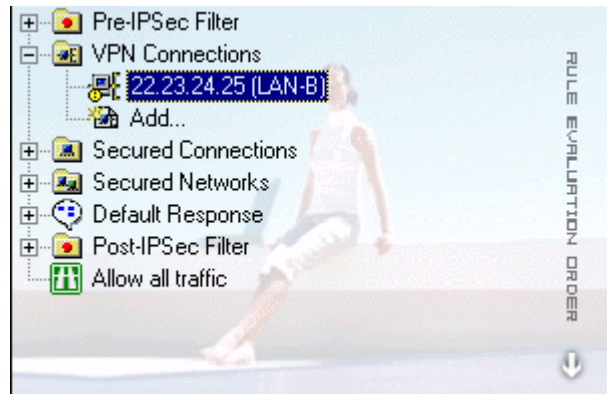 Pre-IPSec Filter
VPN Connections
22.23.24.25 (LAN-B)
Add...
Secured Connections
Secured Networks
Default Response
Post-IPSec Filter
Allow all traffic
RULE EVALUATION ORDER